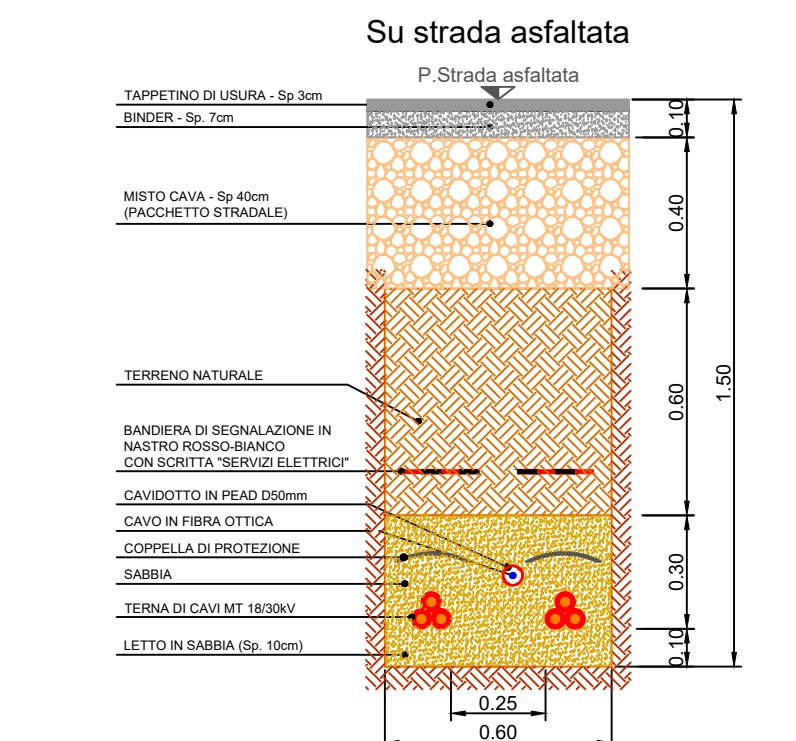 Su strada asfaltata
P.Strada asfaltata
TAPPETINO DI USURA - Sp 3cm
BINDER - Sp. 7cm
MISTO CAVA - Sp 40cm
(PACCHETTO STRADALE)
TERRENO NATURALE
BANDIERA DI SEGNALAZIONE IN
NASTRO ROSSO-BIANCO
CON SCRITTA "SERVIZI ELETTRICI"
CAVIDOTTO IN PEAD D50mm
CAVO IN FIBRA OTTICA
COPPELLA DI PROTEZIONE
SABBIA
TERNA DI CAVI MT 18/30kV
LETTO IN SABBIA (Sp. 10cm)
0.10
0.40
0.60
0.30
0.10
1.50
0.25
0.60